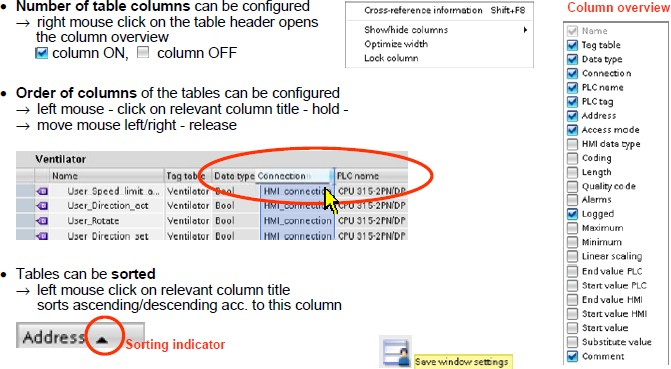 • Number of table columns can be configured
→ right mouse click on the table header opens
the column overview
column ON, column OFF
Cross-reference information Shift+F8
Show/hide columns
Optimize width
Lock column
Column overview
Name
Tag table
Data type
Connection
PLC name
PLC tag
Address
Access mode
HMI data type
Coding
Length
Quality code
Alarms
Logged
Maximum
Minimum
Linear scaling
End value PLC
Start value PLC
End value HMI
Start value HMI
Start value
Substitute value
Comment
• Order of columns of the tables can be configured
→ left mouse - click on relevant column title - hold -
→ move mouse left/right - release
Ventilator
Name Tag table Data type Connection PLC name
User_Speed_limit_a... Ventilator Bool HMI_connection CPU 315-2PN/DP
User_Direction_act Ventilator Bool HMI_connection CPU 315-2PN/DP
User_Rotate Ventilator Bool HMI_connection CPU 315-2PN/DP
User_Direction_set Ventilator Bool HMI_connection CPU 315-2PN/DP
• Tables can be sorted
→ left mouse click on relevant column title
sorts ascending/descending acc. to this column
Address
Sorting indicator
Save window settings